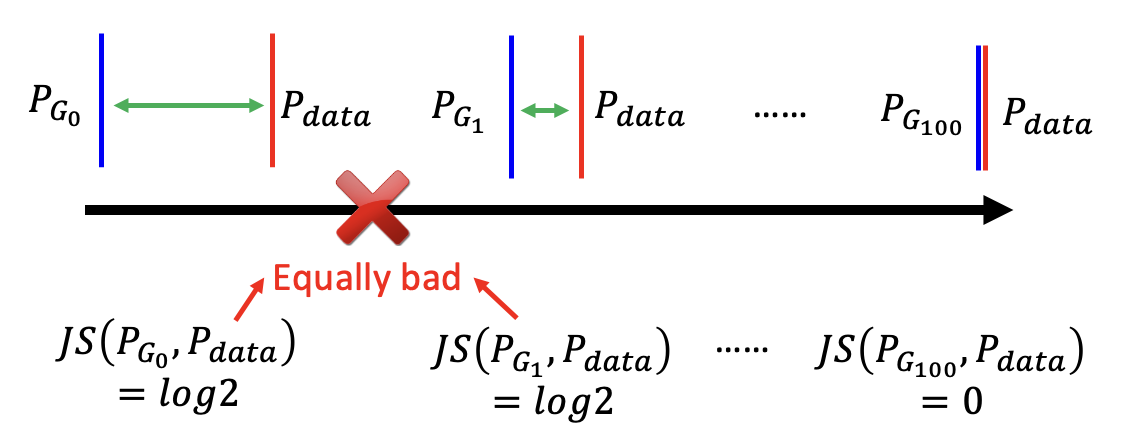 P_{G_0} P_{data} P_{G_1} P_{data} …… P_{G_{100}} P_{data}
Equally bad
JS(P_{G_0}, P_{data}) JS(P_{G_1}, P_{data}) …… JS(P_{G_{100}}, P_{data})
= log2 = log2 = 0